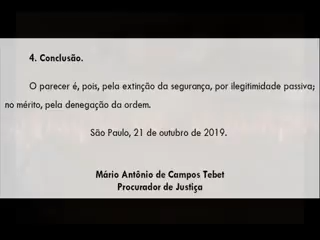 4. Conclusão.
O parecer é, pois, pela extinção da segurança, por ilegitimidade passiva;
no mérito, pela denegação da ordem.
São Paulo, 21 de outubro de 2019.
Mário Antônio de Campos Tebet
Procurador de Justiça